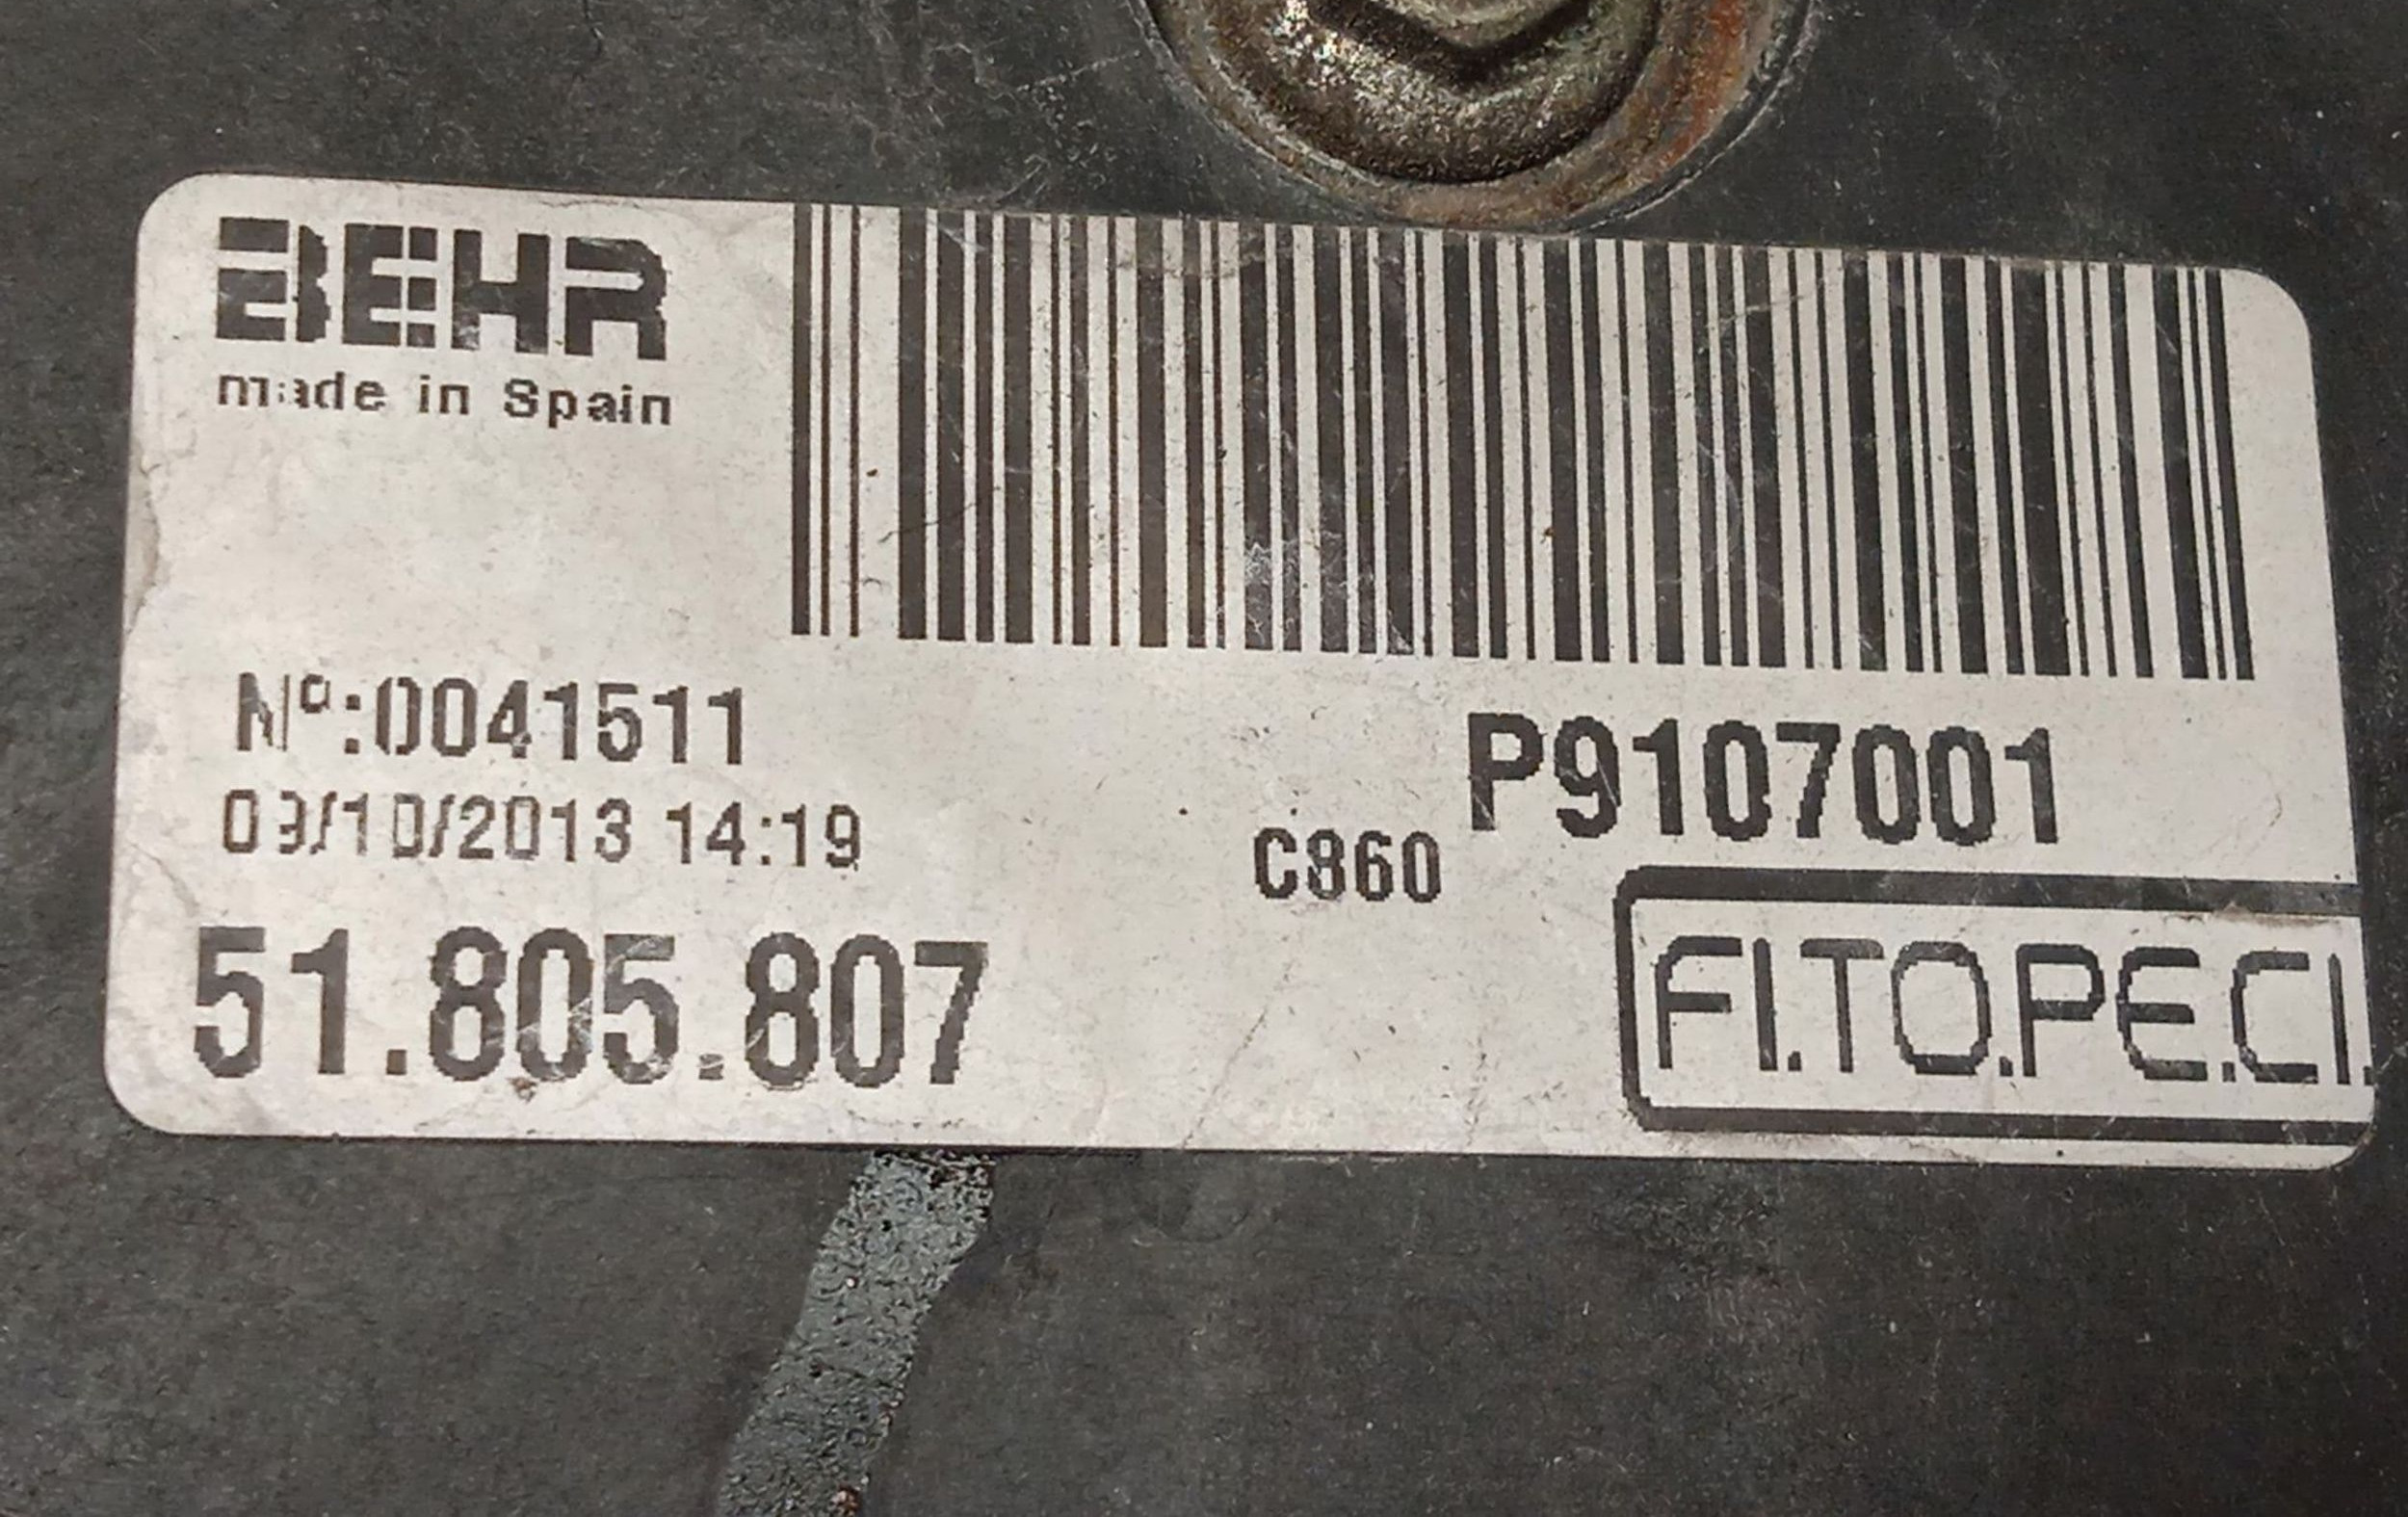 BEHR
made in Spain
Nº:0041511
09/10/2013 14:19
51.805.807
P9107001
C860
FI.TO.PE.CI.